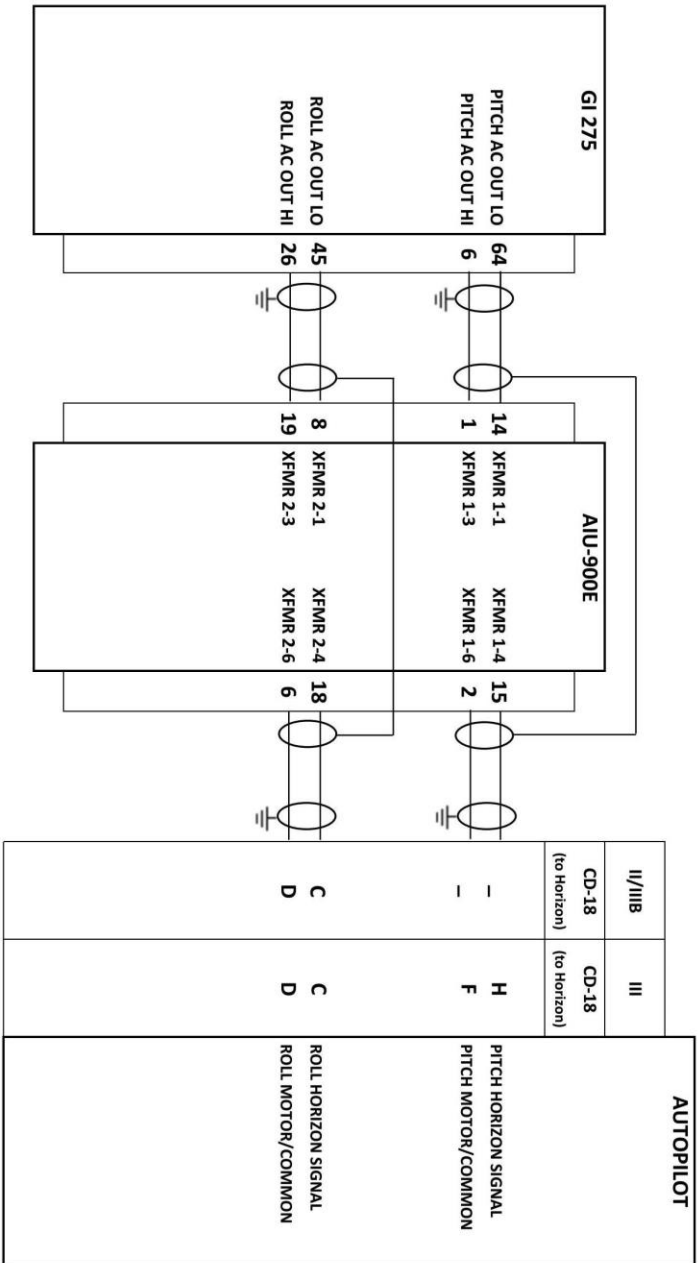 GI 275
PITCH AC OUT LO 64
PITCH AC OUT HI 6
ROLL AC OUT LO 45
ROLL AC OUT HI 26
AIU-900E
14 XFMR 1-1 XFMR 1-4 15
1 XFMR 1-3 XFMR 1-6 2
8 XFMR 2-1 XFMR 2-4 18
19 XFMR 2-3 XFMR 2-6 6
AUTOPILOT
II/IIIB III
CD-18 CD-18
(to Horizon) (to Horizon)
– H PITCH HORIZON SIGNAL
– F PITCH MOTOR/COMMON
C C ROLL HORIZON SIGNAL
D D ROLL MOTOR/COMMON